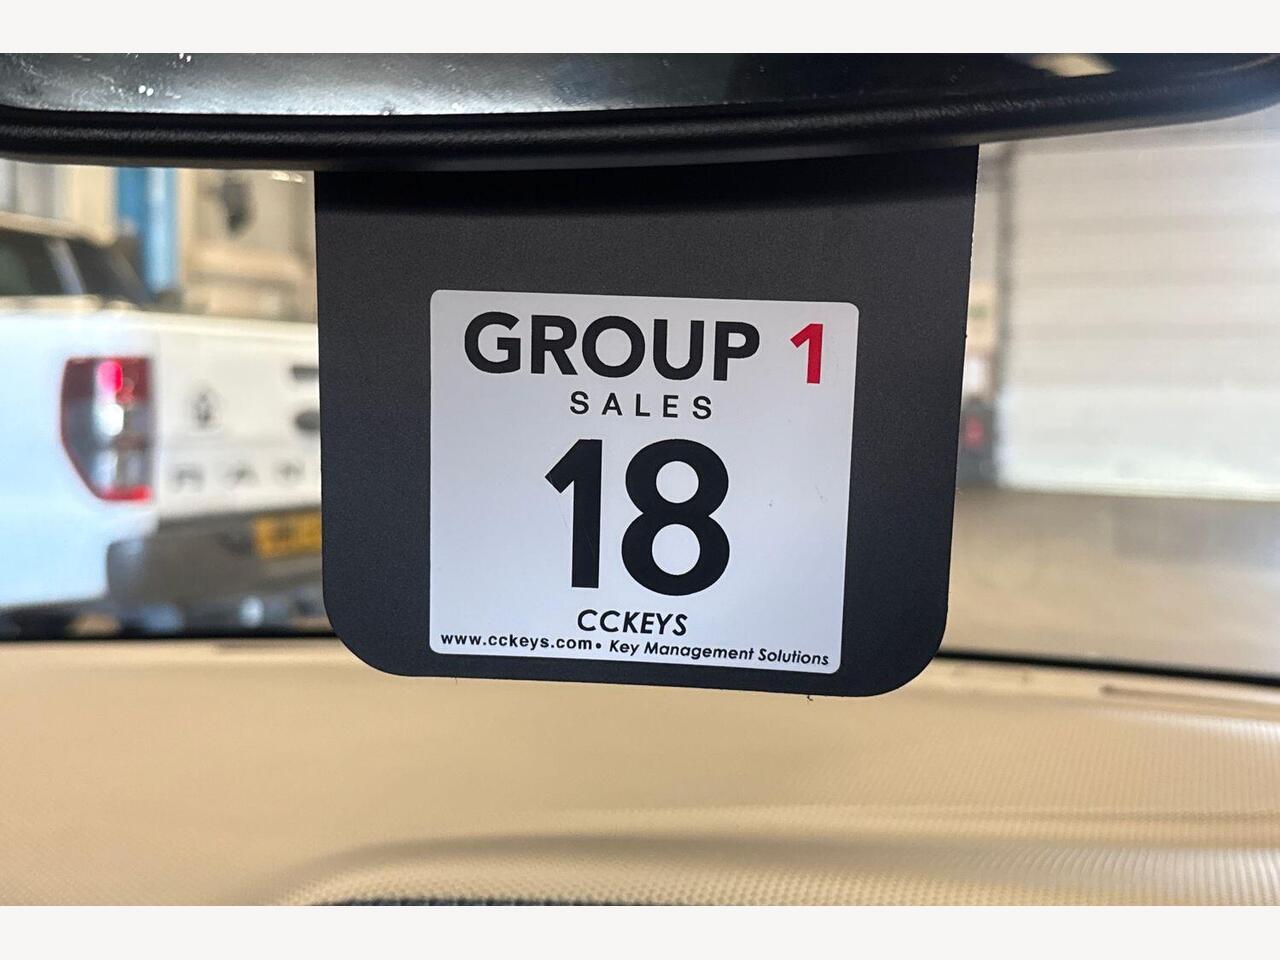 GROUP 1
SALES
18
CCKEYS
www.cckeys.com• Key Management Solutions